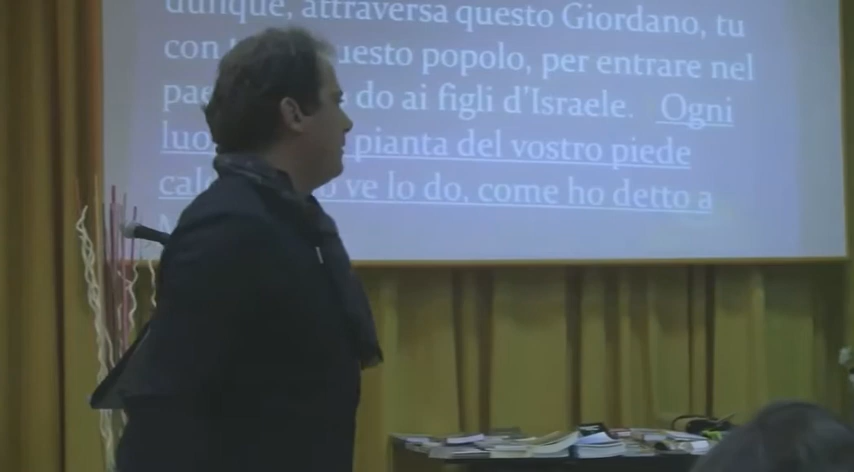 dunque, attraversa questo Giordano, tu
con questo popolo, per entrare nel
do ai figli d'Israele. Ogni
pianta del vostro piede
ve lo do, come ho detto a